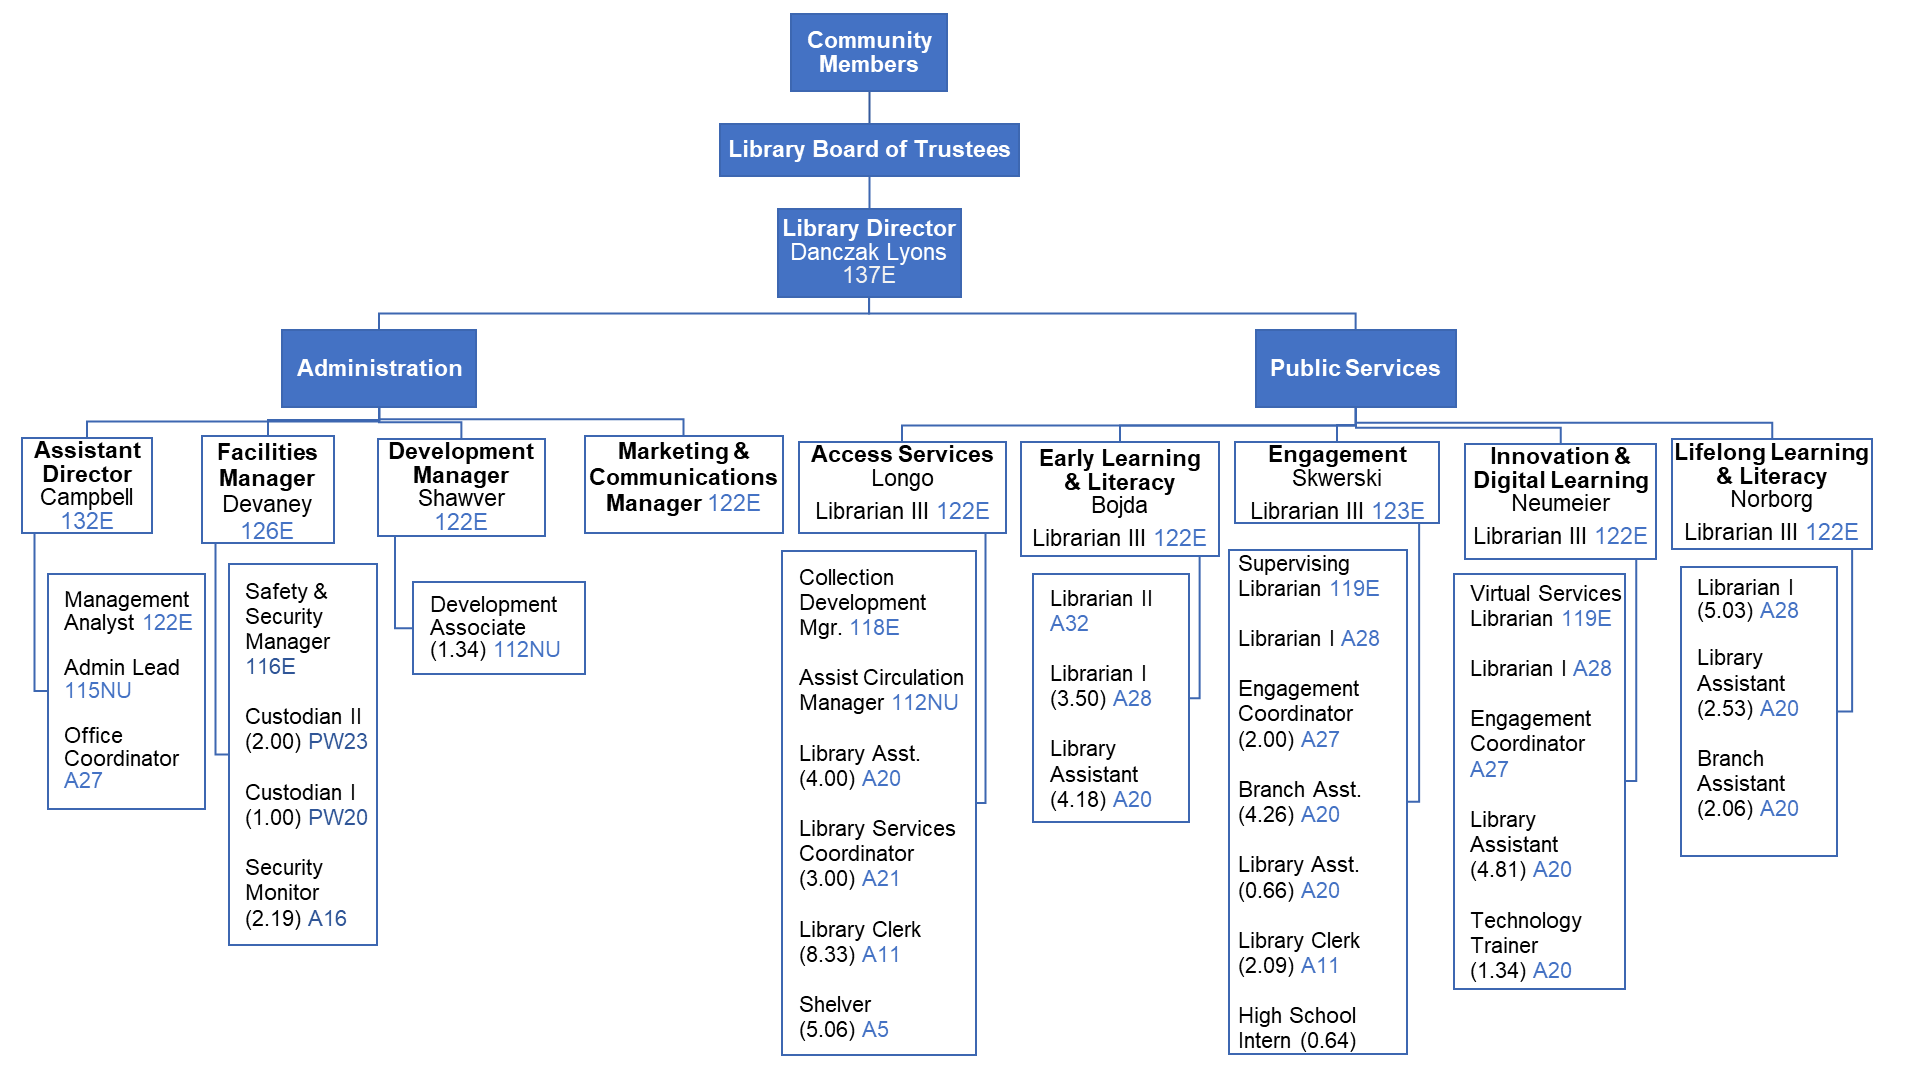 Community
Members
Library Board of Trustees
Library Director
Danczak Lyons
137E
Administration
Public Services
Assistant
Director
Campbell
132E
Management
Analyst 122E
Admin Lead
115NU
Office
Coordinator
A27
Facilities
Manager
Devaney
126E
Safety &
Security
Manager
116E
Custodian II
(2.00) PW23
Custodian I
(1.00) PW20
Security
Monitor
(2.19) A16
Development
Manager
Shawver
122E
Development
Associate
(1.34) 112NU
Marketing &
Communications
Manager 122E
Access Services
Longo
Librarian III 122E
Collection
Development
Mgr. 118E
Assist Circulation
Manager 112NU
Library Asst.
(4.00) A20
Library Services
Coordinator
(3.00) A21
Library Clerk
(8.33) A11
Shelver
(5.06) A5
Early Learning
& Literacy
Bojda
Librarian III 122E
Librarian II
A32
Librarian I
(3.50) A28
Library
Assistant
(4.18) A20
Engagement
Skwerski
Librarian III 123E
Supervising
Librarian 119E
Librarian I A28
Engagement
Coordinator
(2.00) A27
Branch Asst.
(4.26) A20
Library Asst.
(0.66) A20
Library Clerk
(2.09) A11
High School
Intern (0.64)
Innovation &
Digital Learning
Neumeier
Librarian III 122E
Virtual Services
Librarian 119E
Librarian I A28
Engagement
Coordinator
A27
Library
Assistant
(4.81) A20
Technology
Trainer
(1.34) A20
Lifelong Learning
& Literacy
Norborg
Librarian III 122E
Librarian I
(5.03) A28
Library
Assistant
(2.53) A20
Branch
Assistant
(2.06) A20